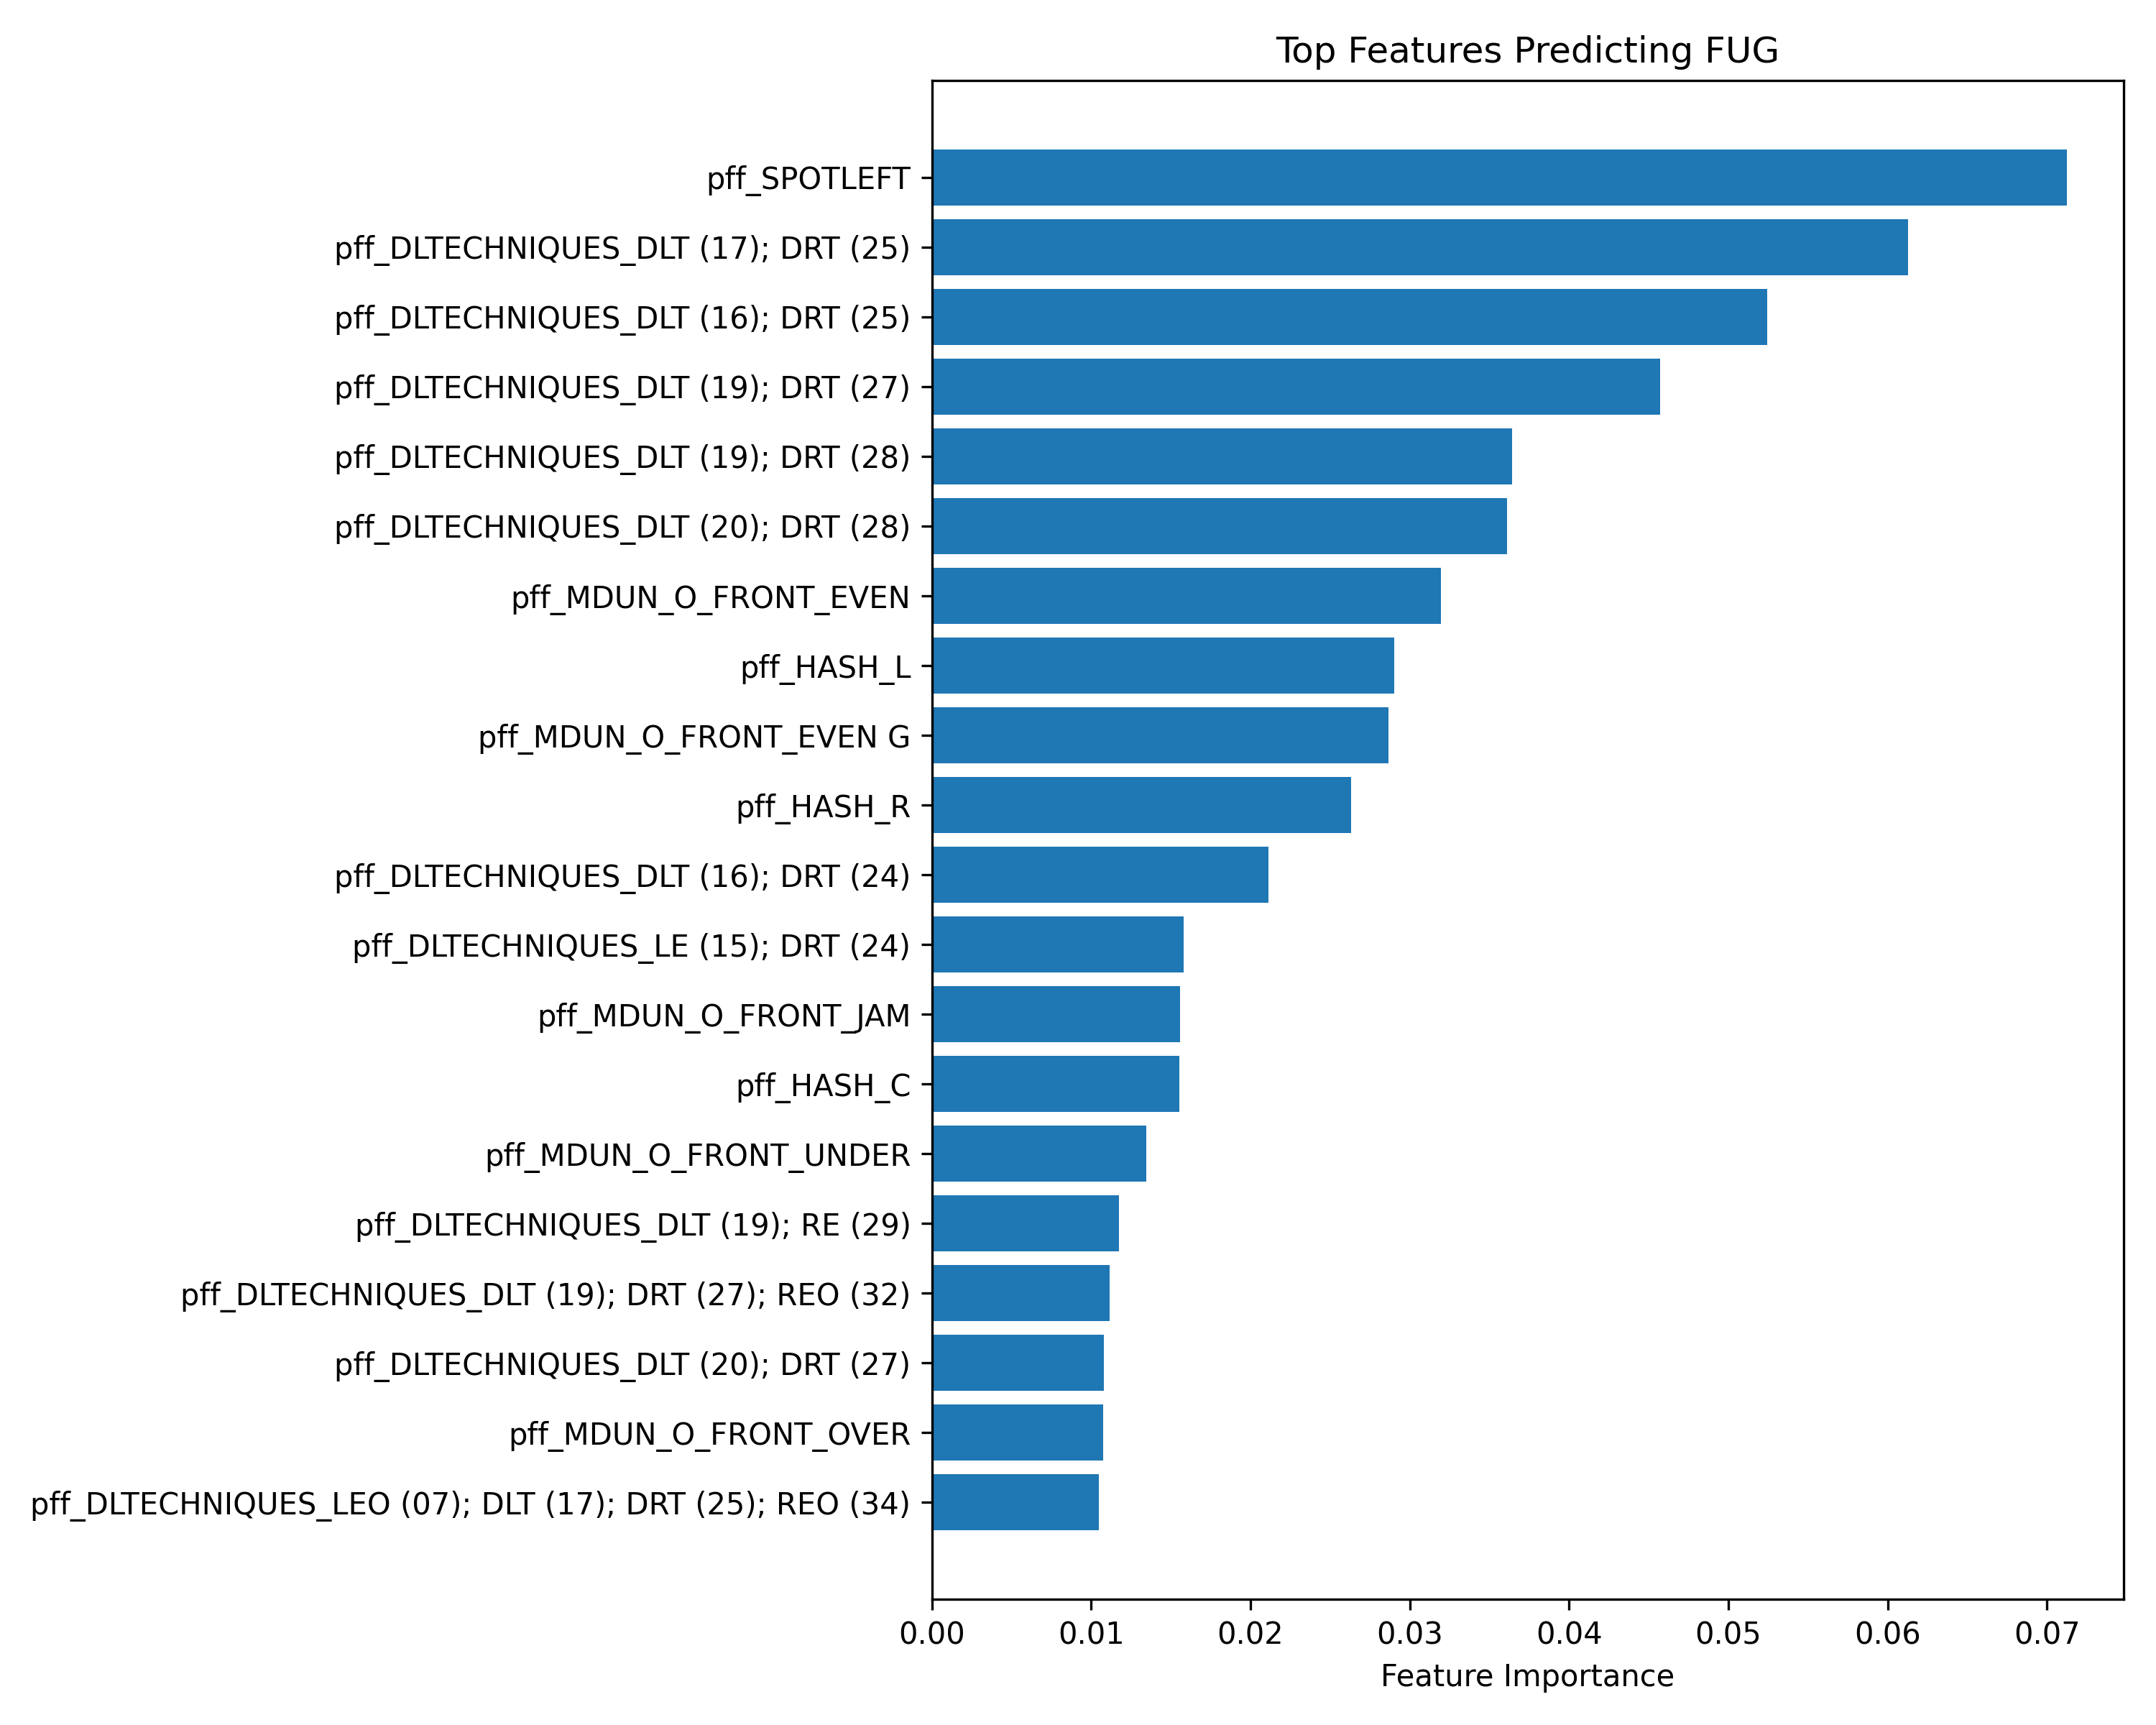 Top Features Predicting FUG
pff_SPOTLEFT
pff_DLTECHNIQUES_DLT (17); DRT (25)
pff_DLTECHNIQUES_DLT (16); DRT (25)
pff_DLTECHNIQUES_DLT (19); DRT (27)
pff_DLTECHNIQUES_DLT (19); DRT (28)
pff_DLTECHNIQUES_DLT (20); DRT (28)
pff_MDUN_O_FRONT_EVEN
pff_HASH_L
pff_MDUN_O_FRONT_EVEN G
pff_HASH_R
pff_DLTECHNIQUES_DLT (16); DRT (24)
pff_DLTECHNIQUES_LE (15); DRT (24)
pff_MDUN_O_FRONT_JAM
pff_HASH_C
pff_MDUN_O_FRONT_UNDER
pff_DLTECHNIQUES_DLT (19); RE (29)
pff_DLTECHNIQUES_DLT (19); DRT (27); REO (32)
pff_DLTECHNIQUES_DLT (20); DRT (27)
pff_MDUN_O_FRONT_OVER
pff_DLTECHNIQUES_LEO (07); DLT (17); DRT (25); REO (34)
0.00 0.01 0.02 0.03 0.04 0.05 0.06 0.07
Feature Importance